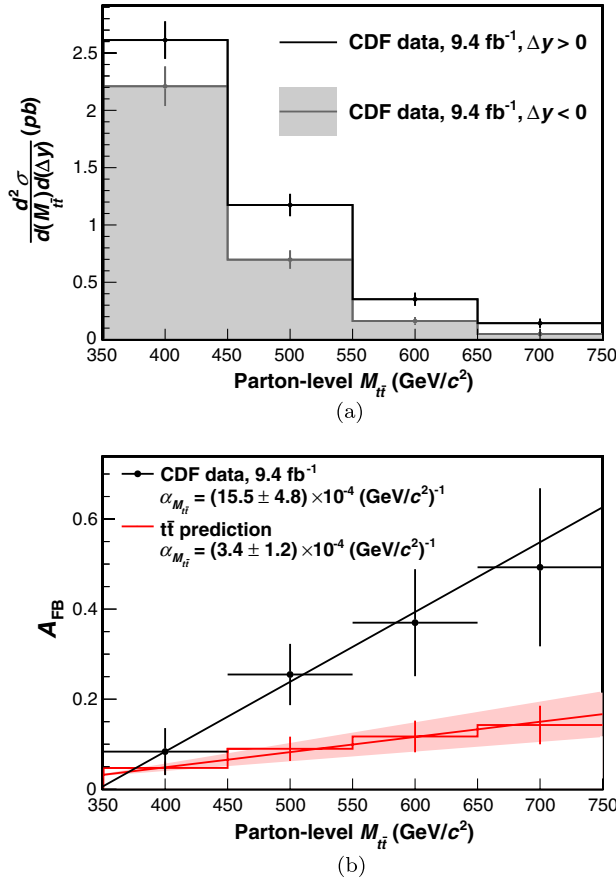 CDF data, 9.4 fb⁻¹, Δy > 0
CDF data, 9.4 fb⁻¹, Δy < 0
d² σ
d(M_tt̄)d(Δy) (pb)
2.5
2
1.5
1
0.5
0
350 400 450 500 550 600 650 700 750
Parton-level M_tt̄ (GeV/c²)
(a)
CDF data, 9.4 fb⁻¹
α_M_tt̄ = (15.5 ± 4.8) ×10⁻⁴ (GeV/c²)⁻¹
tt̄ prediction
α_M_tt̄ = (3.4 ± 1.2) ×10⁻⁴ (GeV/c²)⁻¹
A_FB
0.6
0.4
0.2
0
350 400 450 500 550 600 650 700 750
Parton-level M_tt̄ (GeV/c²)
(b)